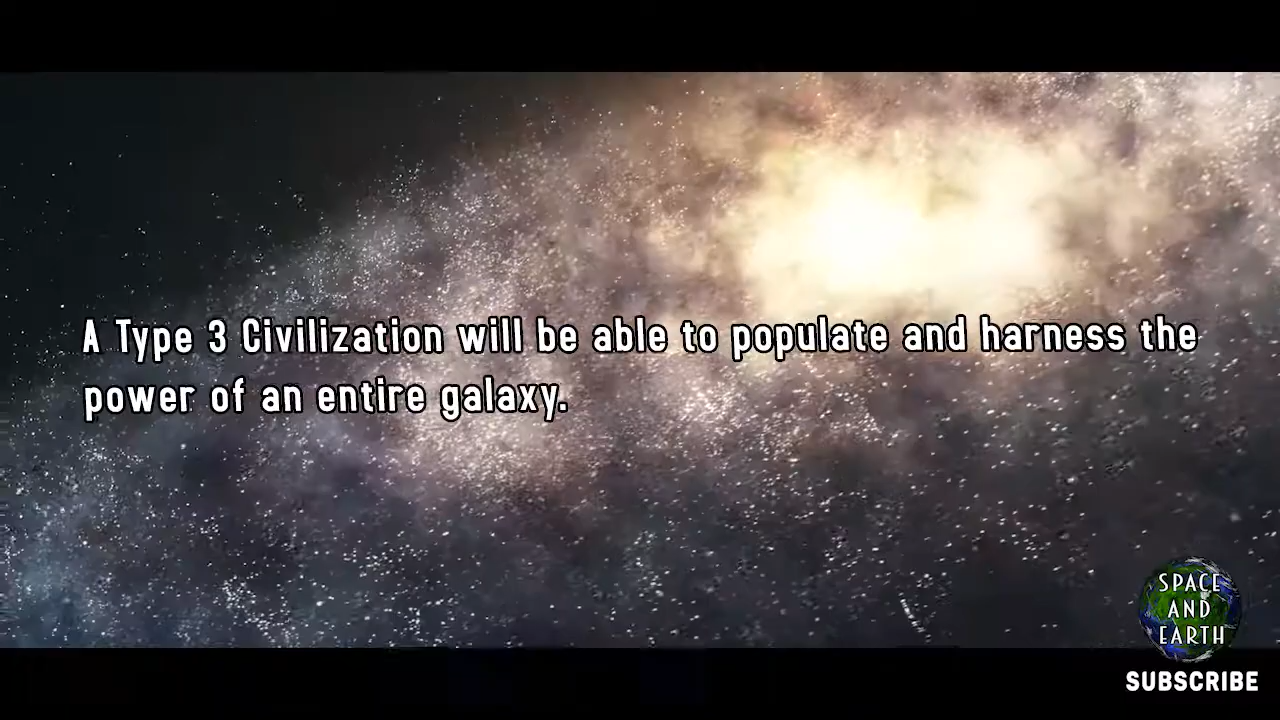 A Type 3 Civilization will be able to populate and harness the
power of an entire galaxy.
SPACE
AND
EARTH
SUBSCRIBE